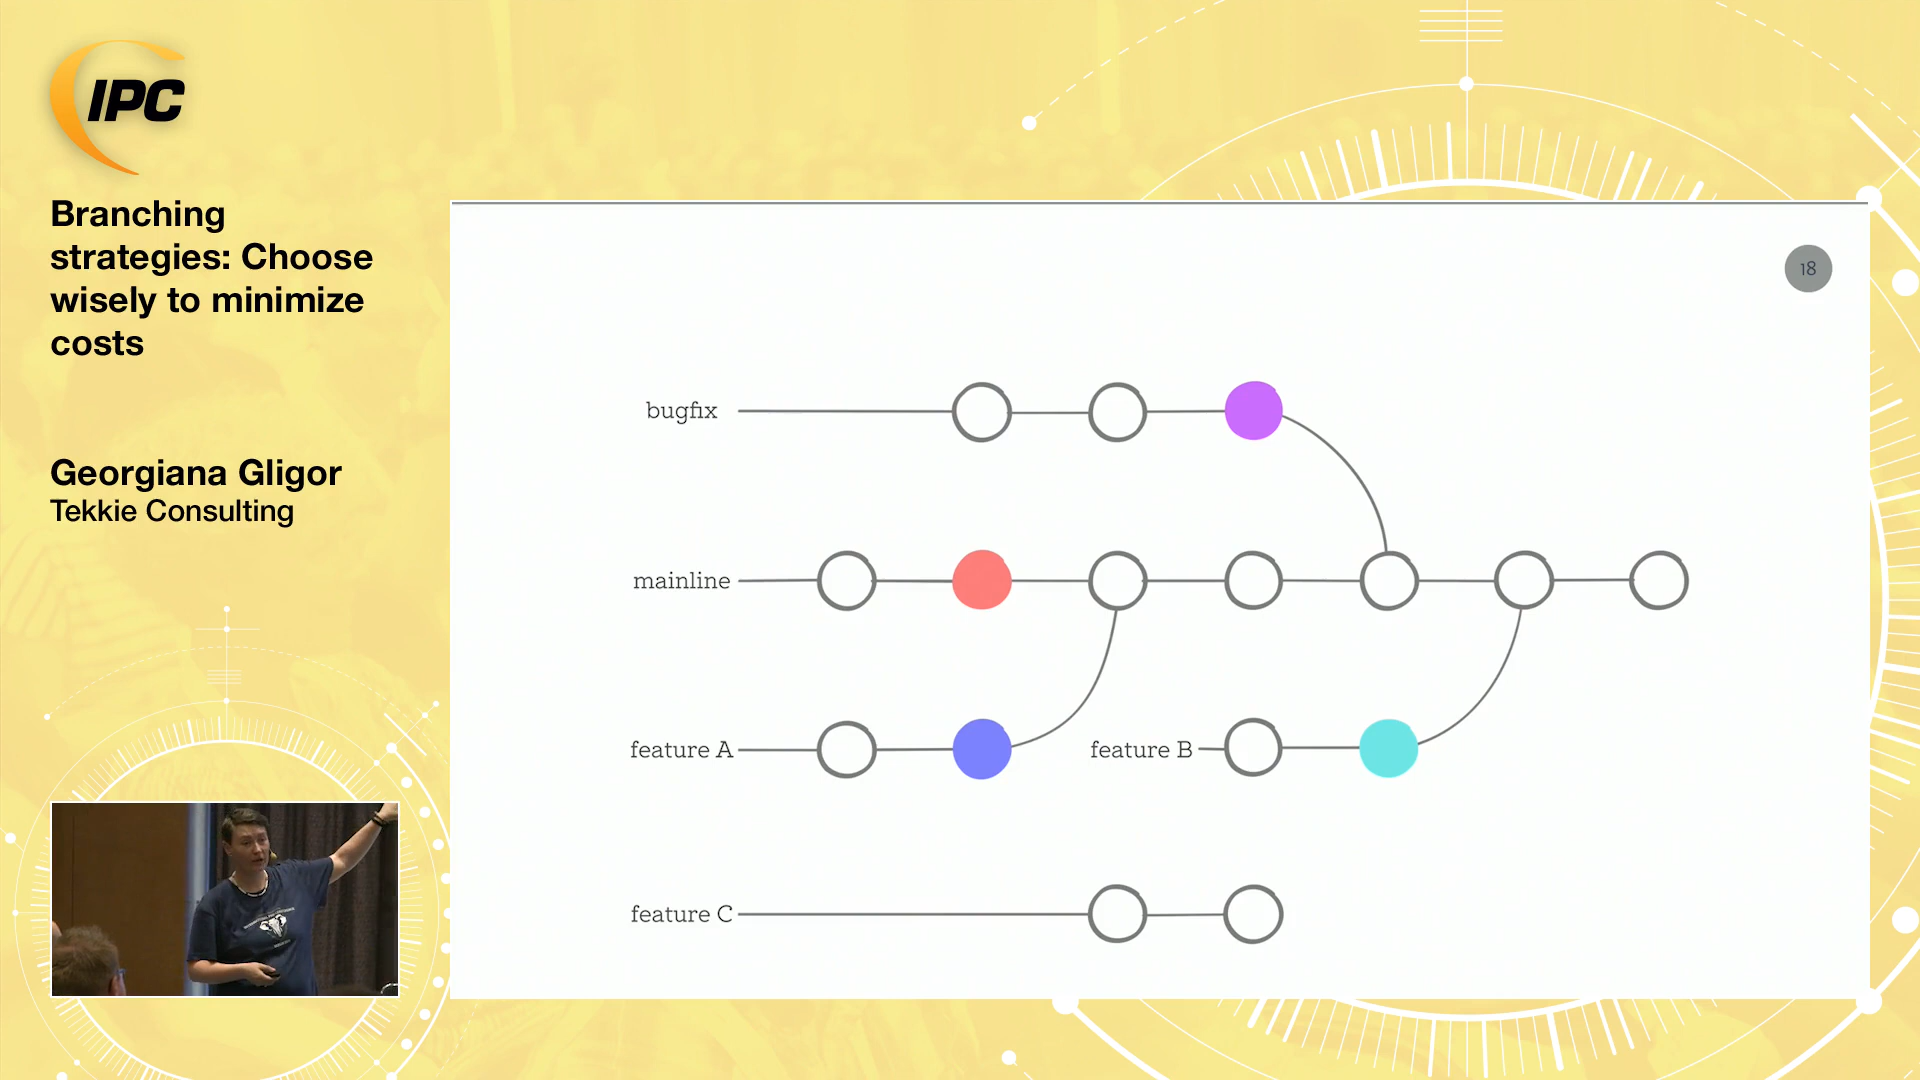 IPC
Branching
strategies: Choose
wisely to minimize
costs
Georgiana Gligor
Tekkie Consulting
18
bugfix
mainline
feature A
feature B
feature C